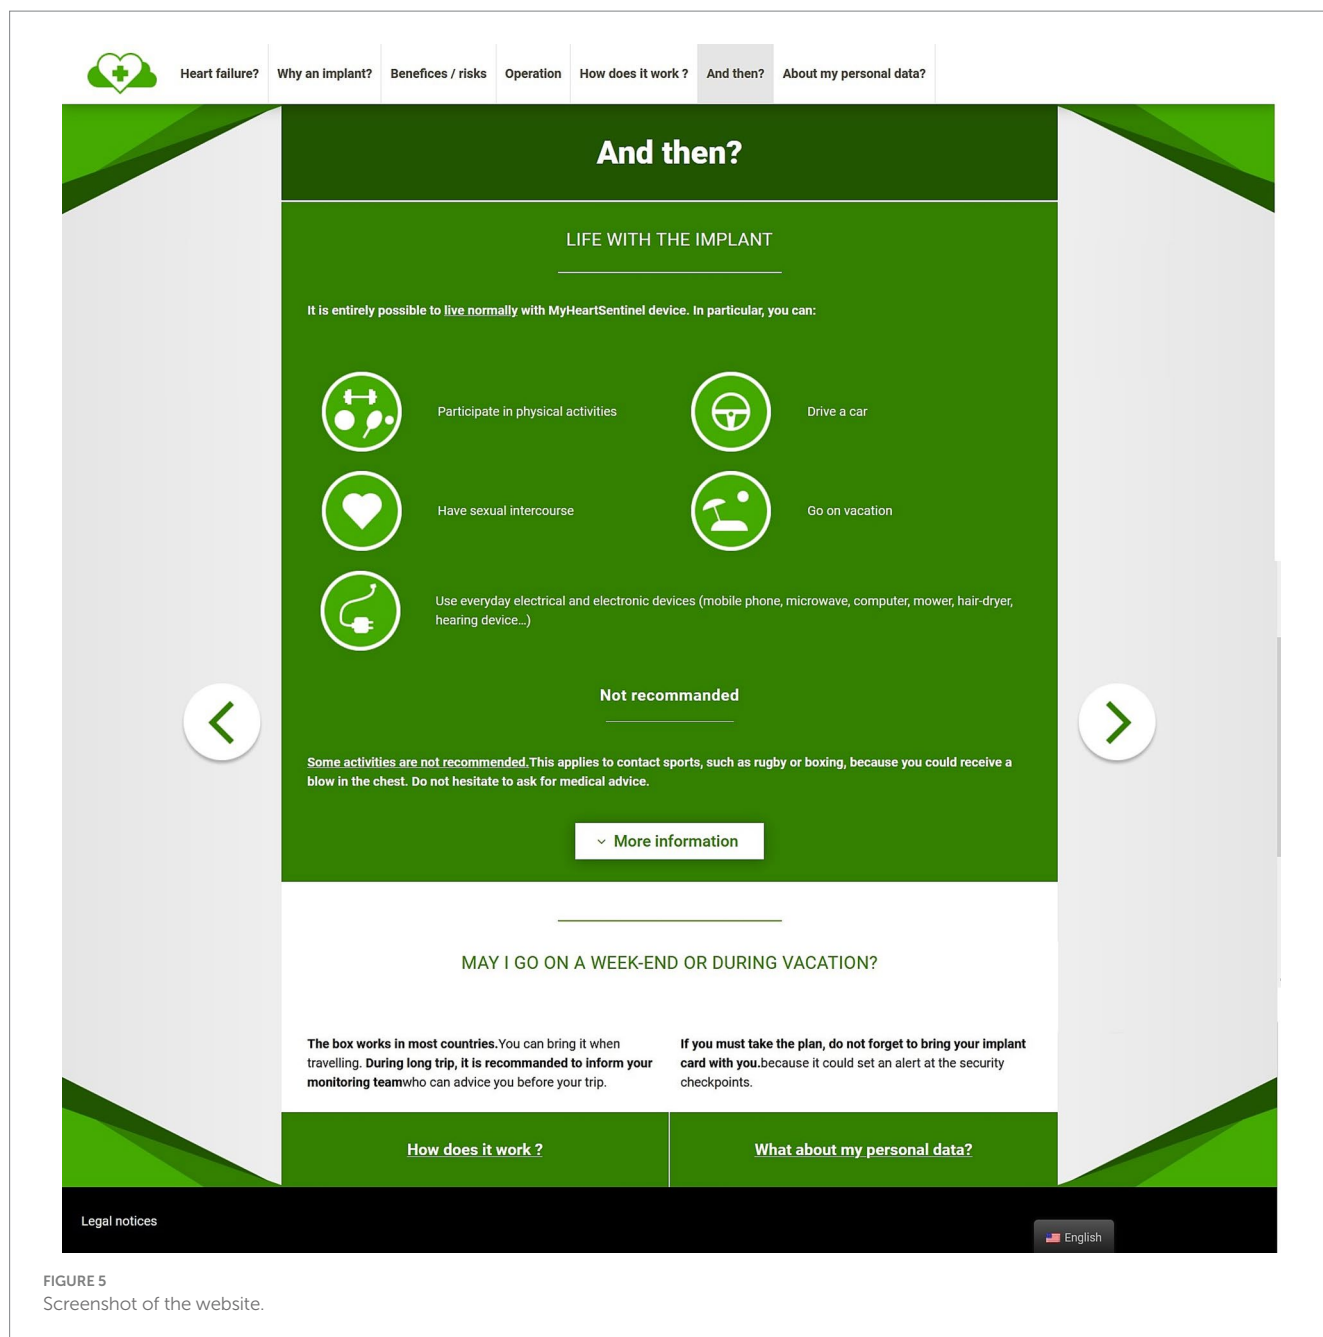 Heart failure? Why an implant? Benefices / risks Operation How does it work ? And then? About my personal data?
And then?
LIFE WITH THE IMPLANT
It is entirely possible to live normally with MyHeartSentinel device. In particular, you can:
Participate in physical activities
Drive a car
Have sexual intercourse
Go on vacation
Use everyday electrical and electronic devices (mobile phone, microwave, computer, mower, hair-dryer,
hearing device...)
Not recommanded
Some activities are not recommended.This applies to contact sports, such as rugby or boxing, because you could receive a
blow in the chest. Do not hesitate to ask for medical advice.
More information
MAY I GO ON A WEEK-END OR DURING VACATION?
The box works in most countries.You can bring it when
travelling. During long trip, it is recommanded to inform your
monitoring teamwho can advice you before your trip.
If you must take the plan, do not forget to bring your implant
card with you.because it could set an alert at the security
checkpoints.
How does it work ?
What about my personal data?
Legal notices
English
FIGURE 5
Screenshot of the website.